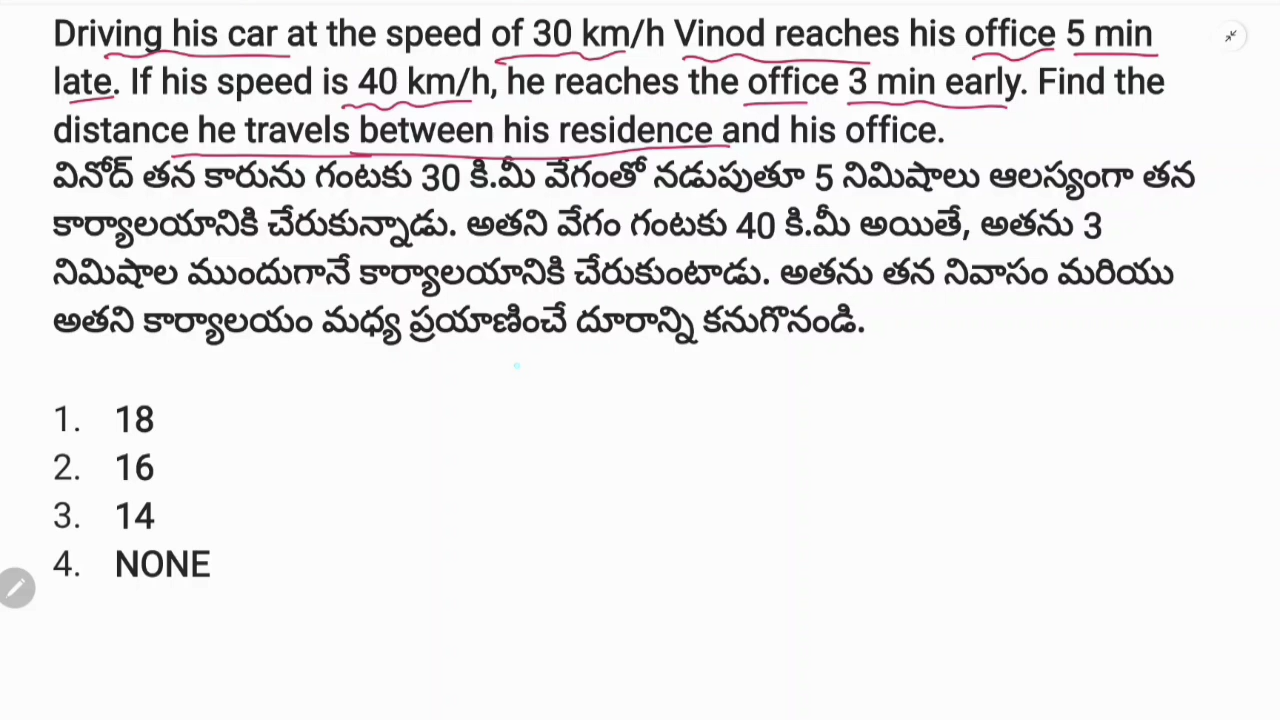 Driving his car at the speed of 30 km/h Vinod reaches his office 5 min
late. If his speed is 40 km/h, he reaches the office 3 min early. Find the
distance he travels between his residence and his office.
వినోద్ తన కారును గంటకు 30 కి.మీ వేగంతో నడుపుతూ 5 నిమిషాలు ఆలస్యంగా తన
కార్యాలయానికి చేరుకున్నాడు. అతని వేగం గంటకు 40 కి.మీ అయితే, అతను 3
నిమిషాల ముందుగానే కార్యాలయానికి చేరుకుంటాడు. అతను తన నివాసం మరియు
అతని కార్యాలయం మధ్య ప్రయాణించే దూరాన్ని కనుగొనండి.
1. 18
2. 16
3. 14
4. NONE